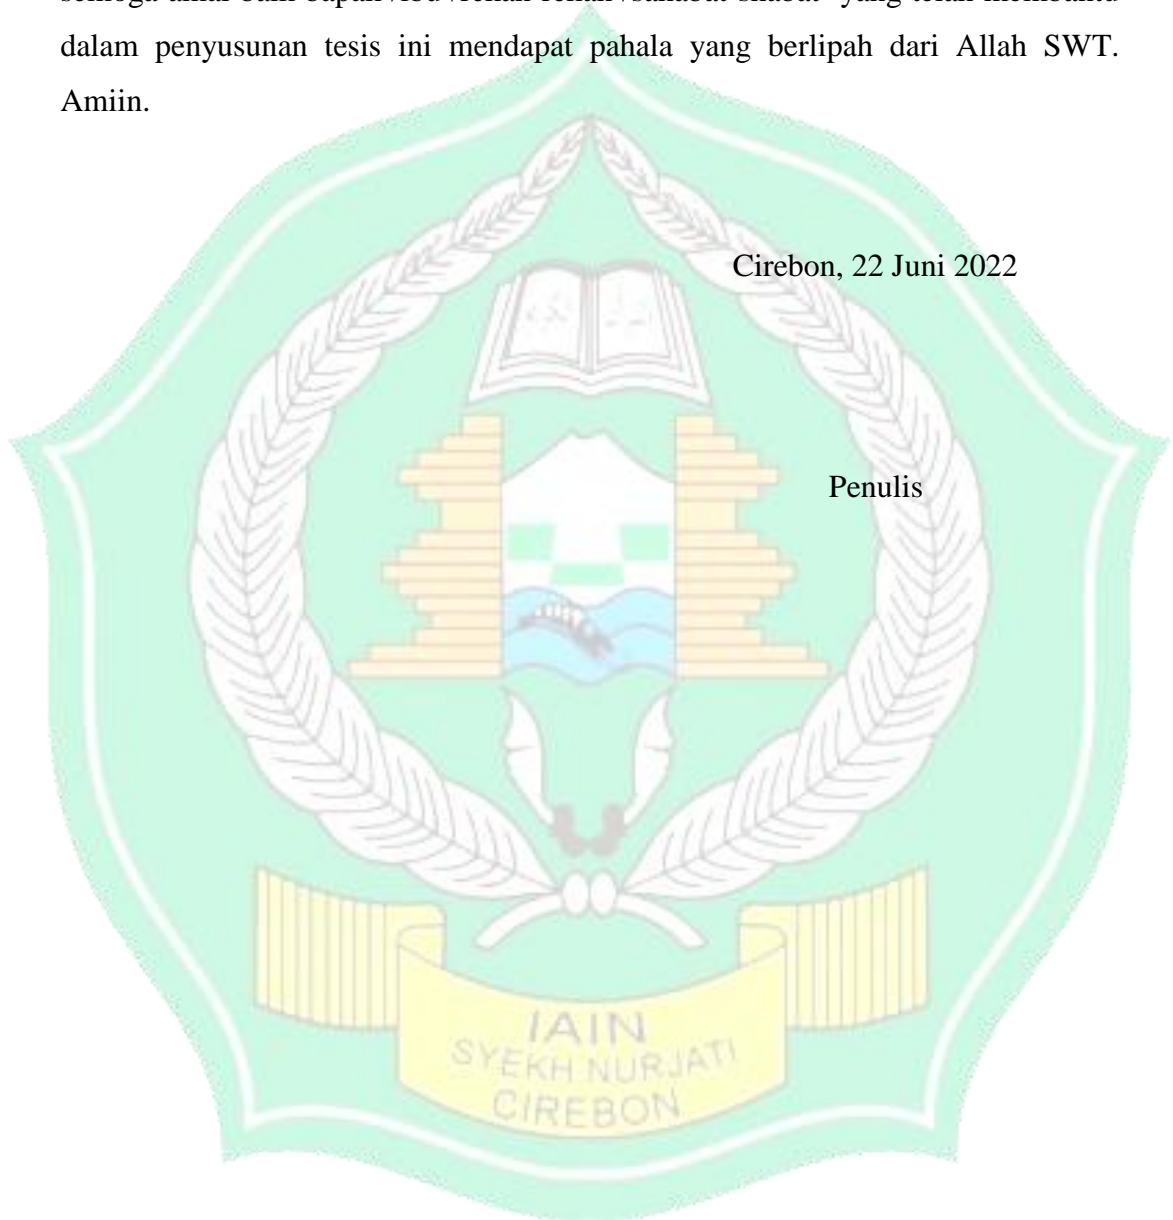 dalam penyusunan tesis ini mendapat pahala yang berlipah dari Allah SWT.
Amiin.
Cirebon, 22 Juni 2022
Penulis
IAIN
SYEKH NURJATI
CIREBON